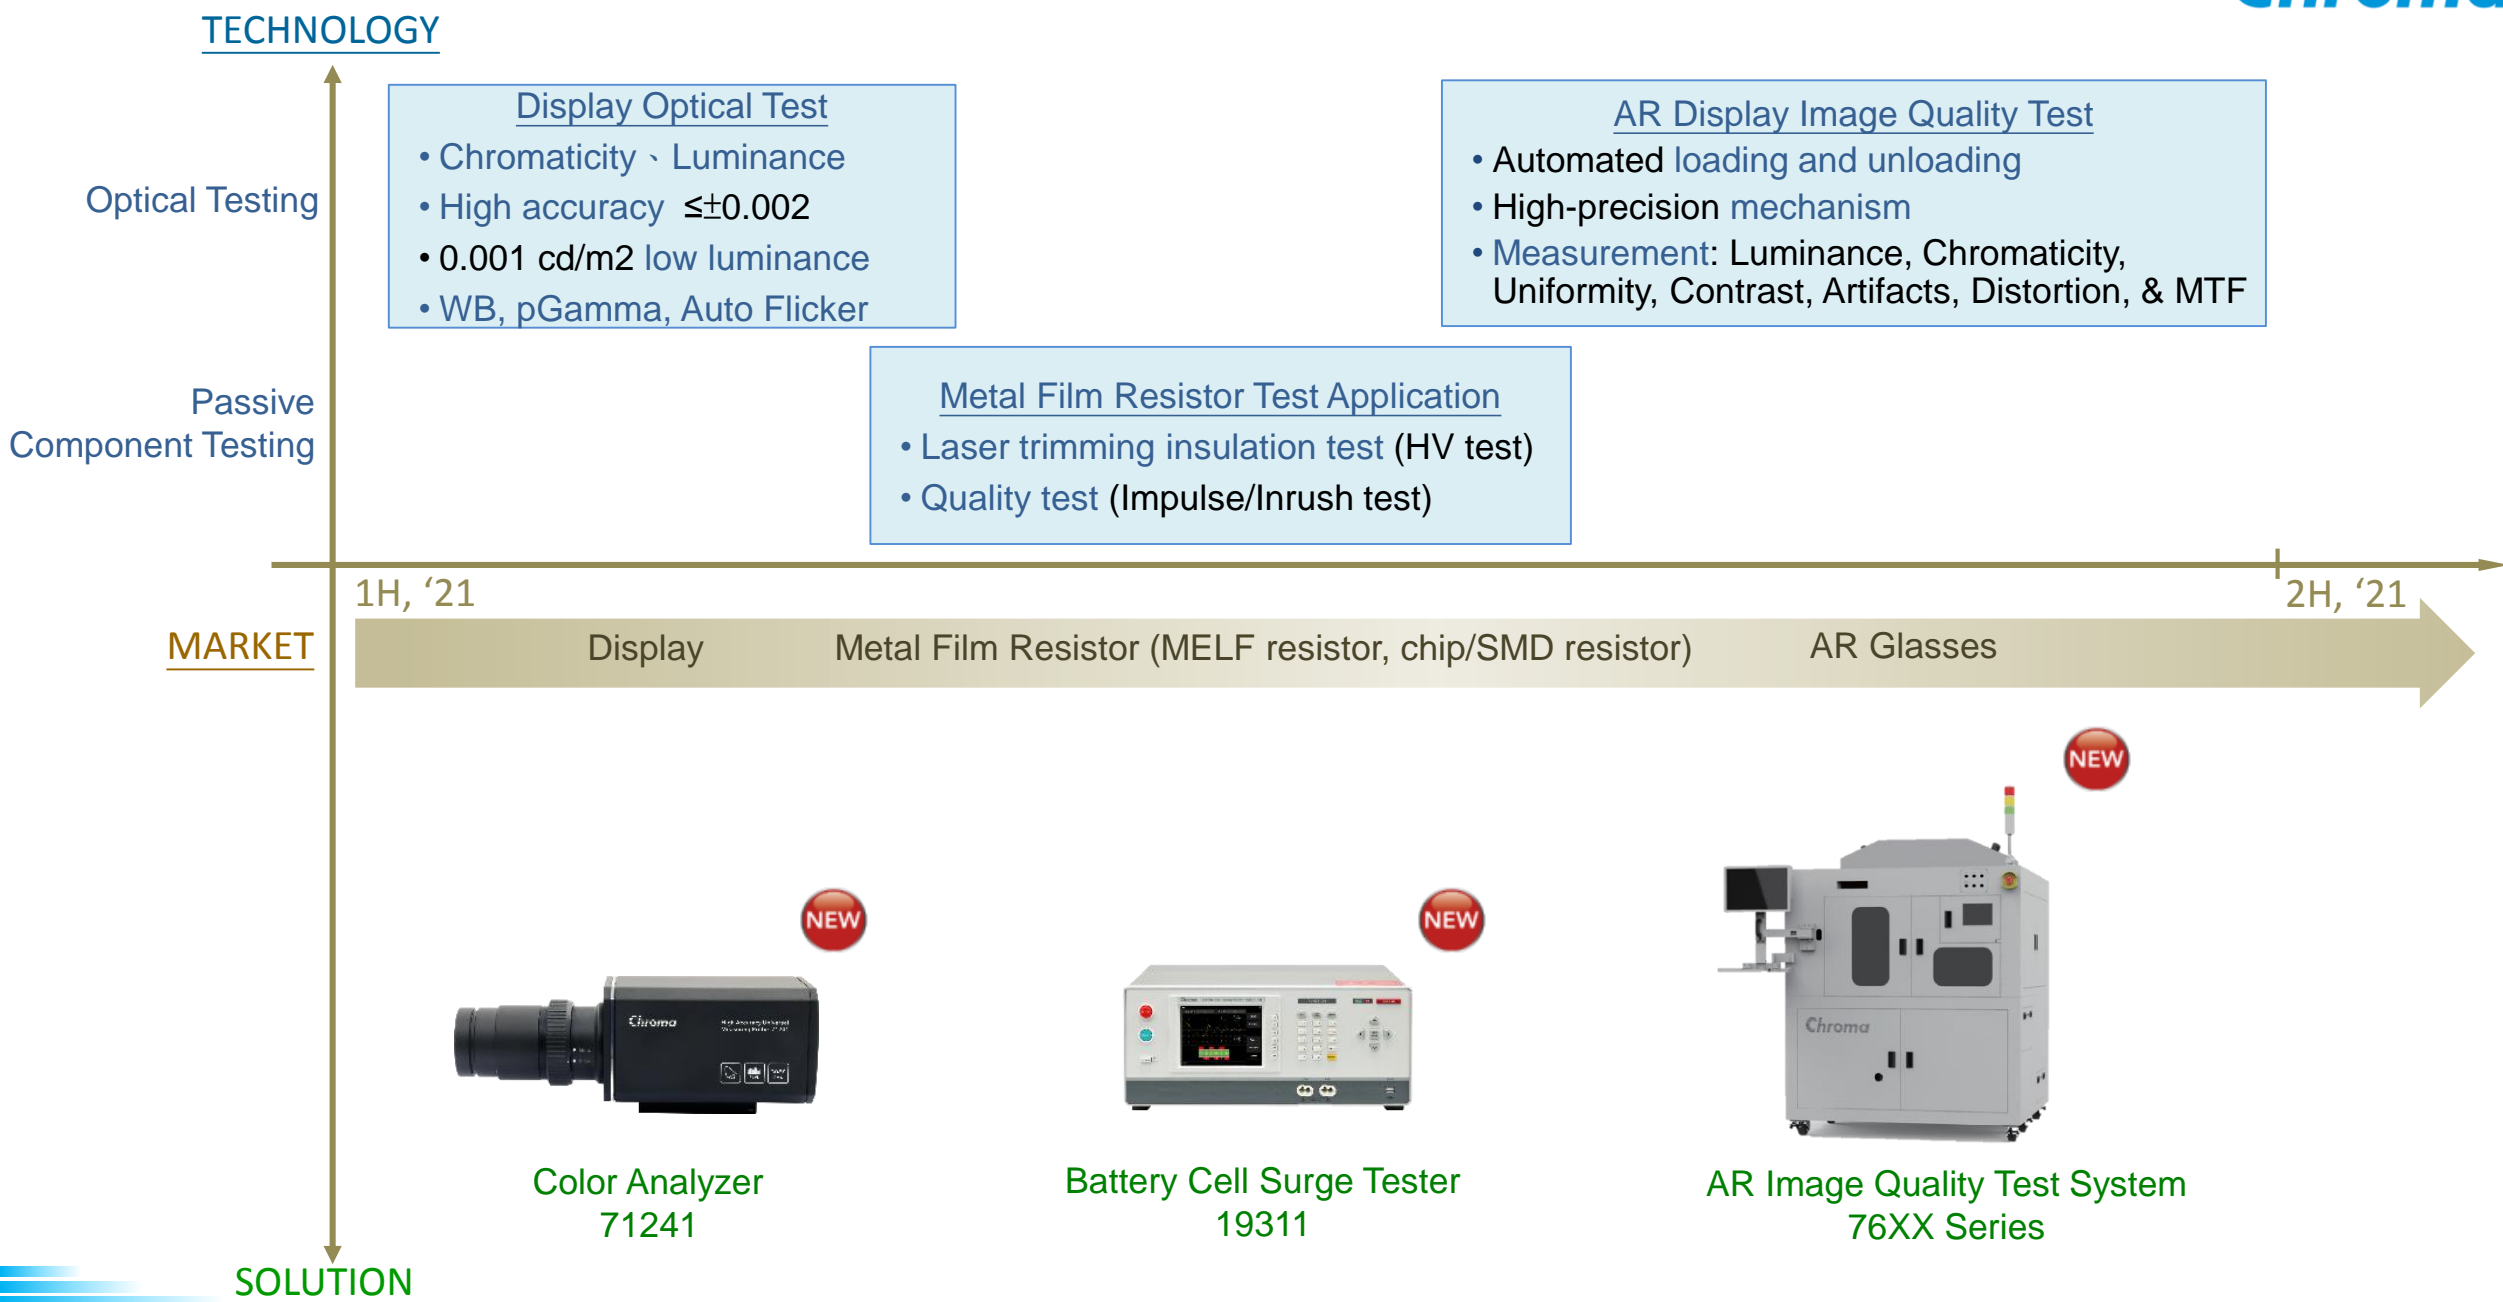 Chroma
TECHNOLOGY
Optical Testing
Display Optical Test
• Chromaticity、Luminance
• High accuracy ≤±0.002
• 0.001 cd/m2 low luminance
• WB, pGamma, Auto Flicker
AR Display Image Quality Test
• Automated loading and unloading
• High-precision mechanism
• Measurement: Luminance, Chromaticity,
Uniformity, Contrast, Artifacts, Distortion, & MTF
Passive
Component Testing
Metal Film Resistor Test Application
• Laser trimming insulation test (HV test)
• Quality test (Impulse/Inrush test)
1H, ‘21
2H, ‘21
MARKET
Display
Metal Film Resistor (MELF resistor, chip/SMD resistor)
AR Glasses
NEW
NEW
NEW
Chroma
High Accuracy Universal
Chroma
Color Analyzer
71241
Battery Cell Surge Tester
19311
AR Image Quality Test System
76XX Series
SOLUTION